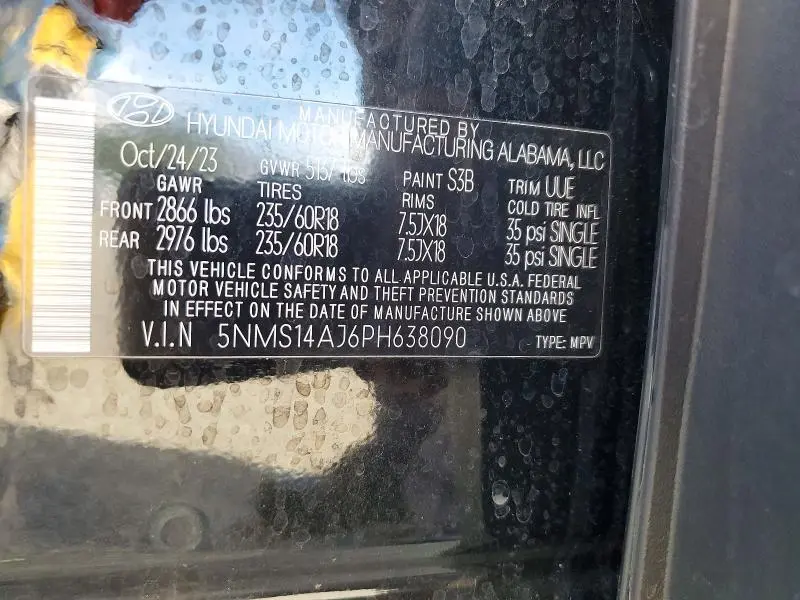 MANUFACTURED BY
HYUNDAI MOTOR MANUFACTURING ALABAMA, LLC
Oct/24/23 GVWR lbs PAINT S3B TRIM UUE
GAWR TIRES RIMS COLD TIRE INFL
FRONT 2866 lbs 235/60R18 7.5JX18 35 psi SINGLE
REAR 2976 lbs 235/60R18 7.5JX18 35 psi SINGLE
THIS VEHICLE CONFORMS TO ALL APPLICABLE U.S.A. FEDERAL
MOTOR VEHICLE SAFETY AND THEFT PREVENTION STANDARDS
IN EFFECT ON THE DATE OF MANUFACTURE SHOWN ABOVE
V.I.N 5NMS14AJ6PH638090 TYPE: MPV